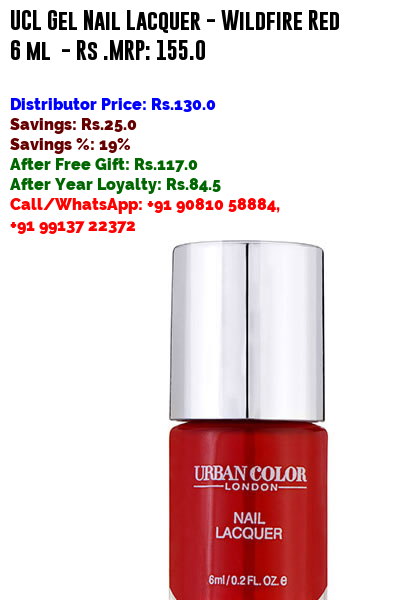 UCL Gel Nail Lacquer - Wildfire Red
6 ml - Rs .MRP: 155.0
Distributor Price: Rs.130.0
Savings: Rs.25.0
Savings %: 19%
After Free Gift: Rs.117.0
After Year Loyalty: Rs.84.5
Call/WhatsApp: +91 90810 58884,
+91 99137 22372
URBAN COLOR
LONDON
NAIL
LACQUER
6ml/0.2 FL. OZ. e